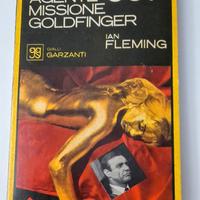 AGENTE 007
MISSIONE
GOLDFINGER
IAN
FLEMING
GIALLI
GARZANTI